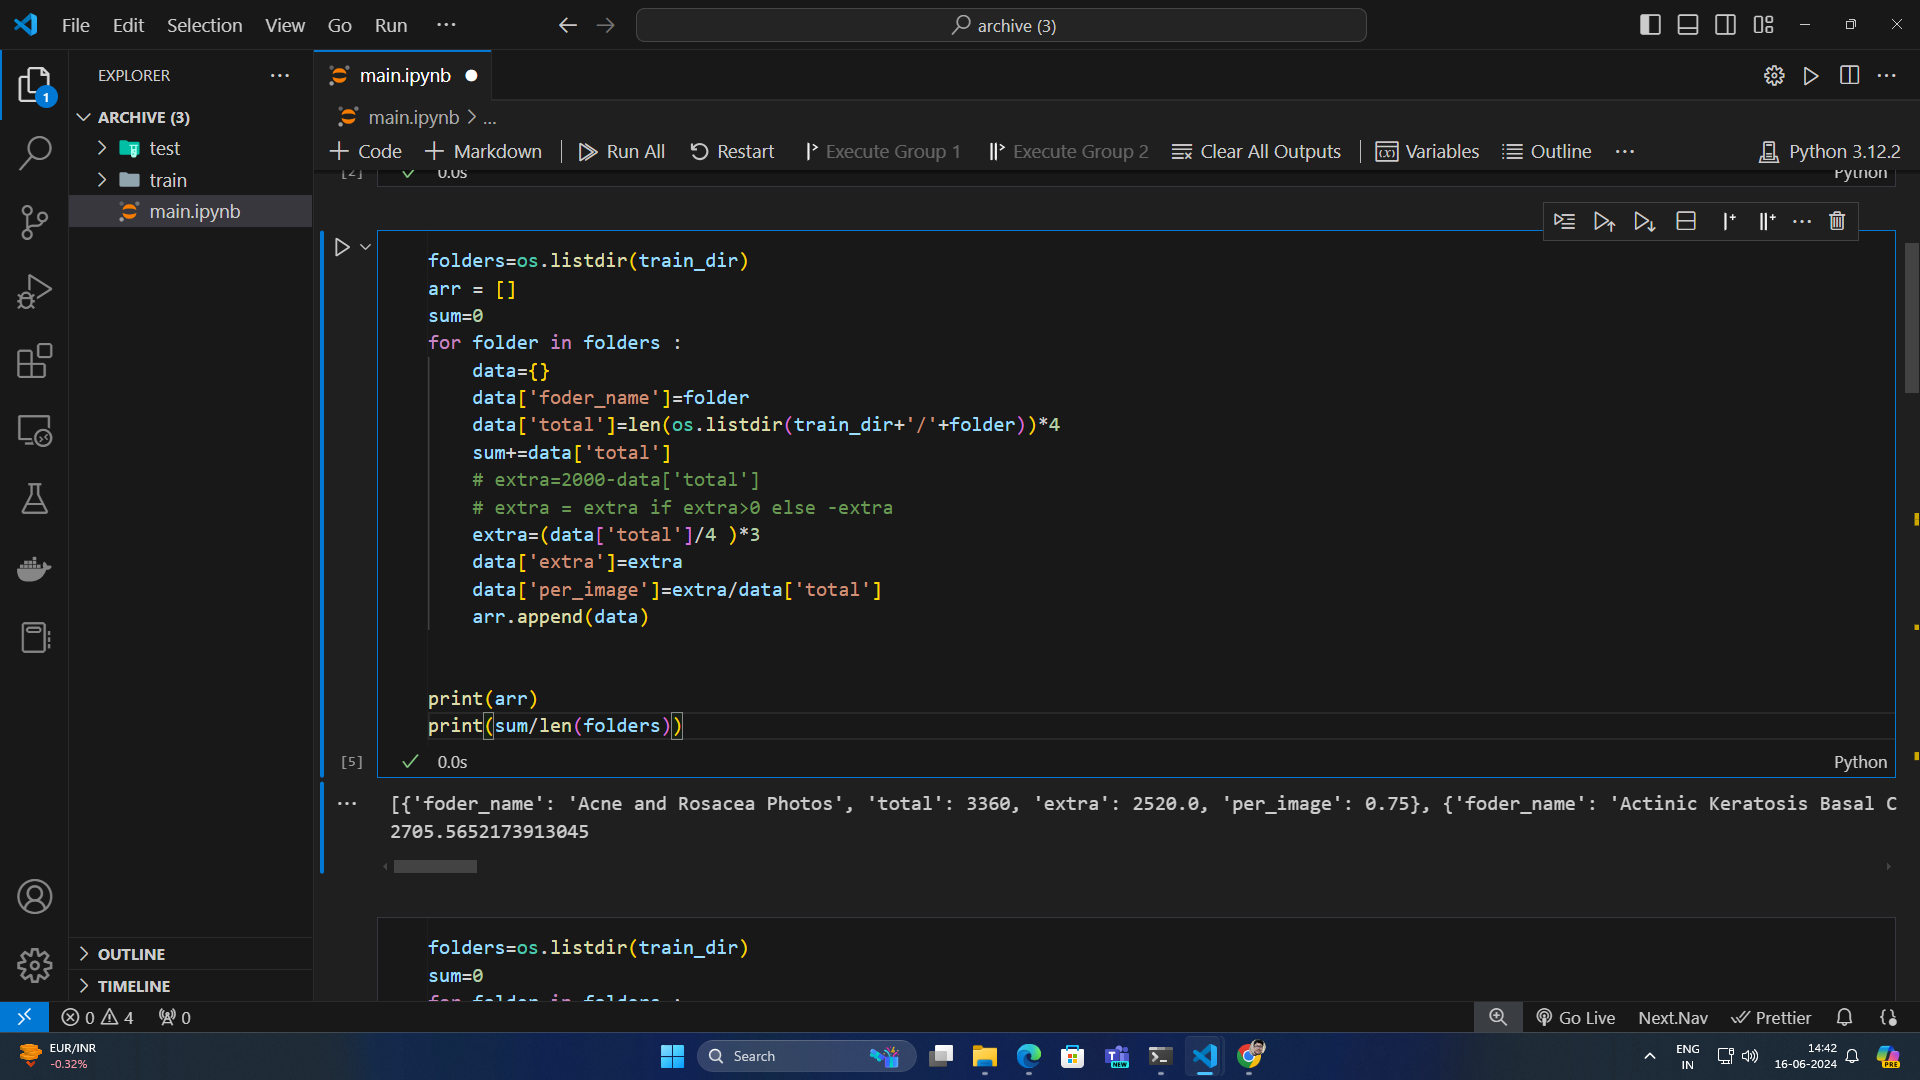 File Edit Selection View Go Run ...
archive (3)
EXPLORER ...
ARCHIVE (3)
test
train
main.ipynb
OUTLINE
TIMELINE
main.ipynb
main.ipynb > ...
Code Markdown Run All Restart Execute Group 1 Execute Group 2 Clear All Outputs Variables Outline ... Python 3.12.2
[2] 0.0s Python
folders=os.listdir(train_dir)
arr = []
sum=0
for folder in folders :
data={}
data['foder_name']=folder
data['total']=len(os.listdir(train_dir+'/'+folder))*4
sum+=data['total']
# extra=2000-data['total']
# extra = extra if extra>0 else -extra
extra=(data['total']/4 )*3
data['extra']=extra
data['per_image']=extra/data['total']
arr.append(data)
print(arr)
print(sum/len(folders))
[5] 0.0s Python
[{'foder_name': 'Acne and Rosacea Photos', 'total': 3360, 'extra': 2520.0, 'per_image': 0.75}, {'foder_name': 'Actinic Keratosis Basal C
2705.5652173913045
folders=os.listdir(train_dir)
sum=0
for folder in folders :
0 4 0 Go Live Next.Nav Prettier
EUR/INR
-0.32%
Search
NEW
ENG
IN
14:42
16-06-2024
PRE
1